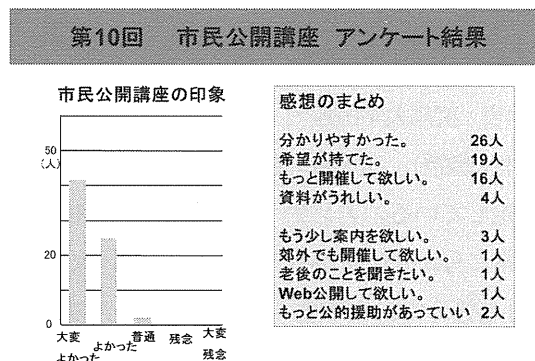 第10回 市民公開講座 アンケート結果
市民公開講座の印象
50
(人)
20
0
大変よかった
よかった
普通
残念
大変残念
感想のまとめ
分かりやすかった。 26人
希望が持てた。 19人
もっと開催して欲しい。 16人
資料がうれしい。 4人
もう少し案内を欲しい。 3人
郊外でも開催して欲しい。 1人
老後のことを聞きたい。 1人
Web公開して欲しい。 1人
もっと公的援助があっていい 2人